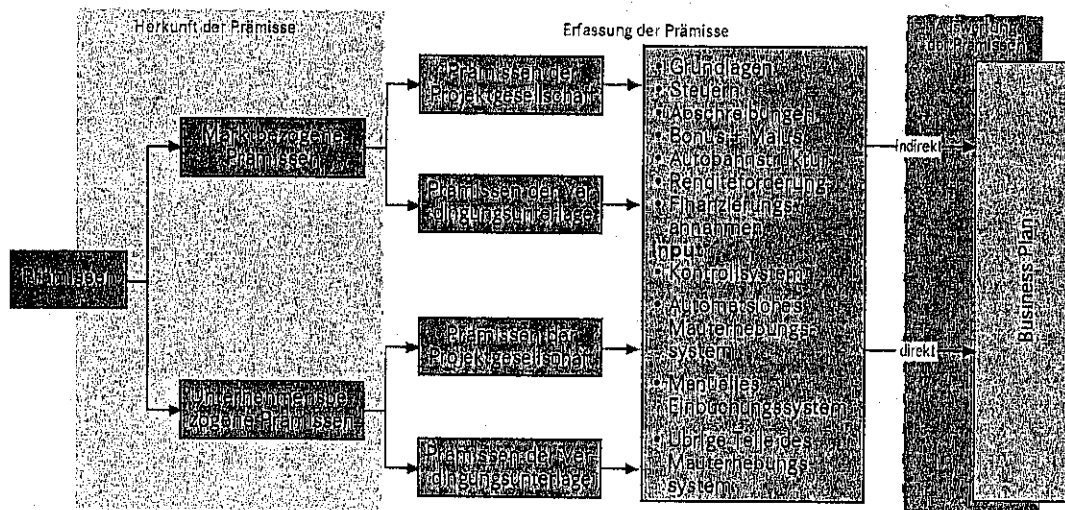 Herkunft der Prämisse
Erfassung der Prämisse
der Prämissen
Prämissen
Marktbezogene
Prämissen
Unternehmensbe-
zogene Prämissen
Prämissen der
Projektgesellschaft
Prämissen der Ver-
dingungsunterlage
Prämissen der
Projektgesellschaft
Prämissen der Ver-
dingungsunterlage
• Grundlagen
• Steuern
• Abschreibungen
• Bonus - Malus
• Autobahnstruktur
• Renditeforderung
• Finanzierungs-
annahmen
Input
• Kontrollsystem
• Automatisches
Mauterhebungs-
system
• Manuelles
Einbuchungssystem
• Übrige Teile des
Mauterhebungs
system
indirekt
direkt
Business Plan